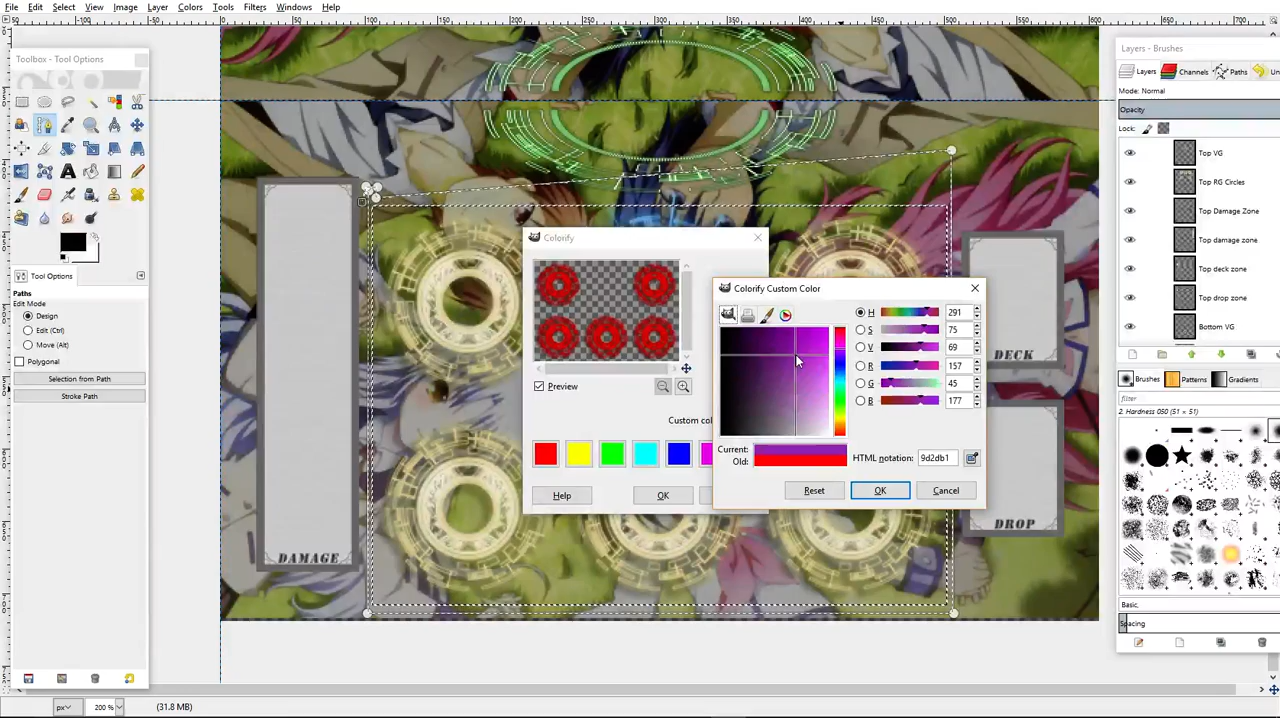 File Edit Select View Image Layer Colors Tools Filters Windows Help
Toolbox - Tool Options
Layers - Brushes
Layers Channels Paths Un
Mode: Normal
Opacity
Lock:
Top VG
Top RG Circles
Top Damage Zone
Top damage zone
Top deck zone
Top drop zone
Bottom VG
Tool Options
Paths
Edit Mode
Design
Edit (Ctrl)
Move (Alt)
Polygonal
Selection from Path
Stroke Path
Colorify
Preview
Custom col
Help
OK
Colorify Custom Color
H 291
S 75
V 69
R 157
G 45
B 177
Current:
Old:
HTML notation: 9d2db1
Reset
OK
Cancel
DAMAGE
DECK
DROP
Brushes Patterns Gradients
filter
2. Hardness 050 (51 × 51)
Basic,
Spacing
px
200 %
(31.8 MB)